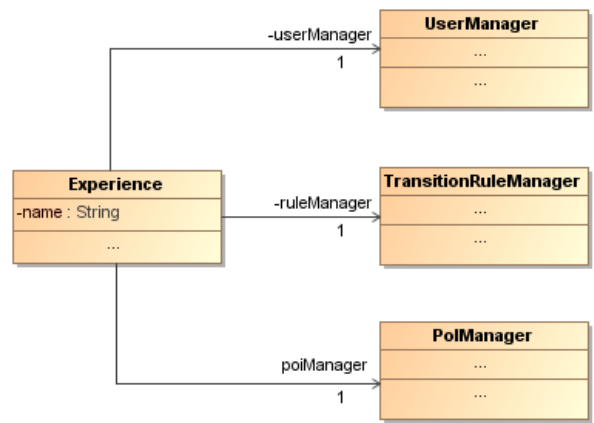 UserManager
...
...
-userManager
1
Experience
-name : String
...
TransitionRuleManager
...
...
-ruleManager
1
PoIManager
...
...
poiManager
1